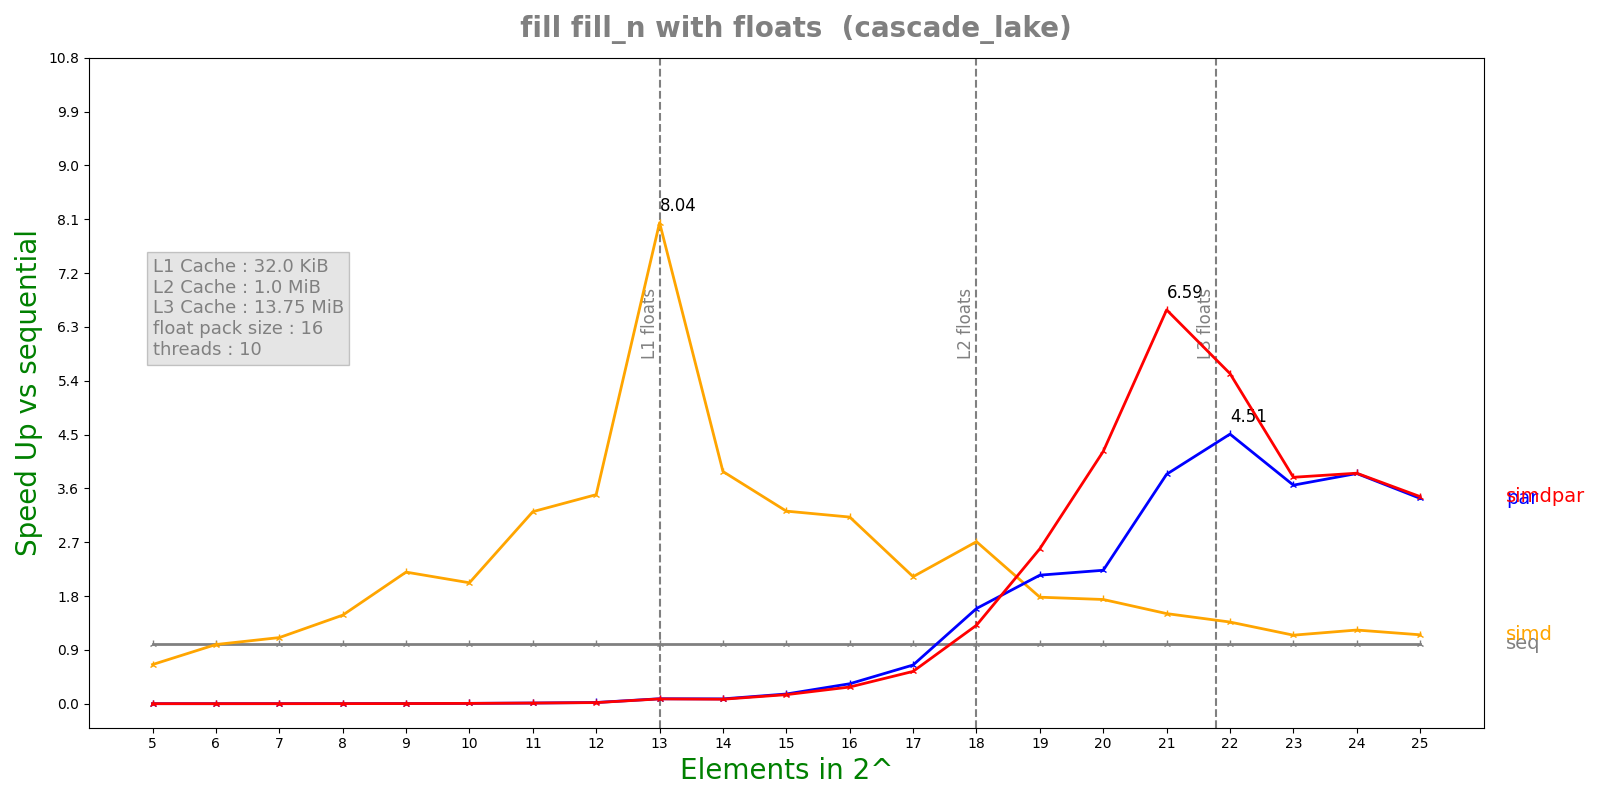 fill fill_n with floats (cascade_lake)
10.8
9.9
9.0
8.1
7.2
6.3
5.4
4.5
3.6
2.7
1.8
0.9
0.0
Speed Up vs sequential
L1 Cache : 32.0 KiB
L2 Cache : 1.0 MiB
L3 Cache : 13.75 MiB
float pack size : 16
threads : 10
8.04
6.59
4.51
L1 floats
L2 floats
L3 floats
simdpar
par
simd
seq
5 6 7 8 9 10 11 12 13 14 15 16 17 18 19 20 21 22 23 24 25
Elements in 2^